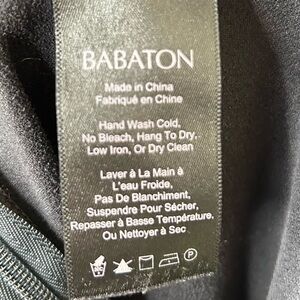 BABATON
Made in China
Fabriqué en Chine
Hand Wash Cold,
No Bleach, Hang To Dry,
Low Iron, Or Dry Clean
Laver à La Main à
L'eau Froide,
Pas De Blanchiment,
Suspendre Pour Sécher,
Repasser à Basse Température,
Ou Nettoyer à Sec
P